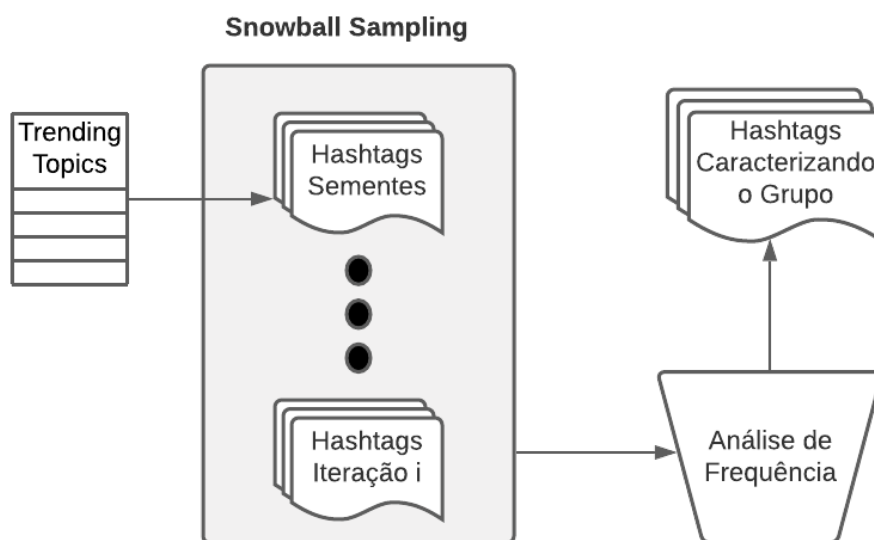 Snowball Sampling
Trending
Topics
Hashtags
Sementes
Hashtags
Iteração i
Hashtags
Caracterizando
o Grupo
Análise de
Frequência